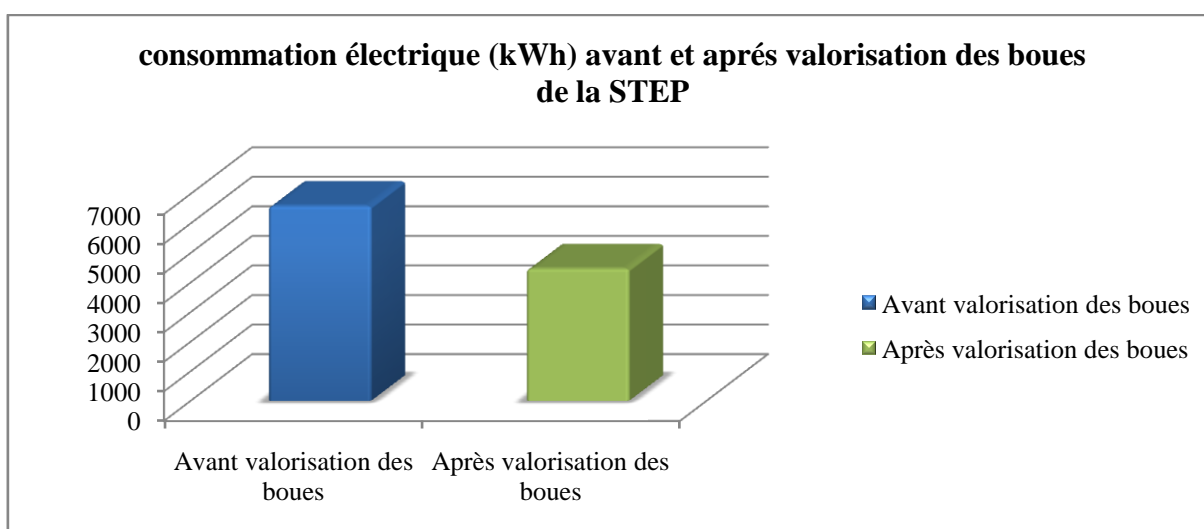 consommation électrique (kWh) avant et aprés valorisation des boues
de la STEP
7000
6000
5000
4000
3000
2000
1000
0
Avant valorisation des
boues
Après valorisation des
boues
Avant valorisation des boues
Après valorisation des boues